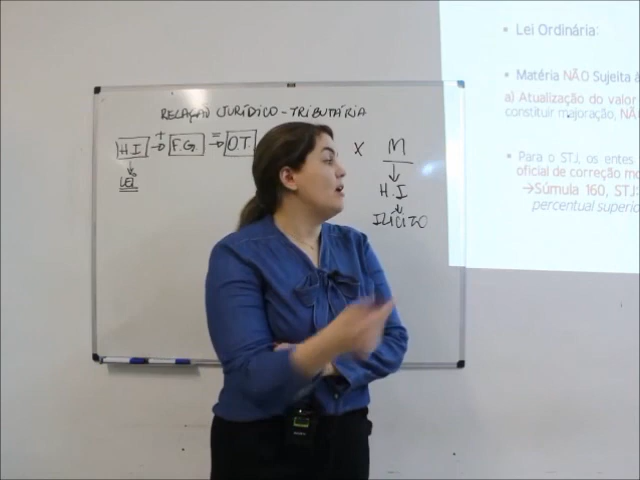 RELAÇÃO JURÍDICO-TRIBUTÁRIA
H.I + → F.G. = → O.T. X M
LEI
H.I
ILÍCITO
• Lei Ordinária:
• Matéria NÃO Sujeita à
a) Atualização do valor
constituir majoração, NÃ
• Para o STJ, os entes
oficial de correção mo
→Súmula 160, STJ:
percentual superio